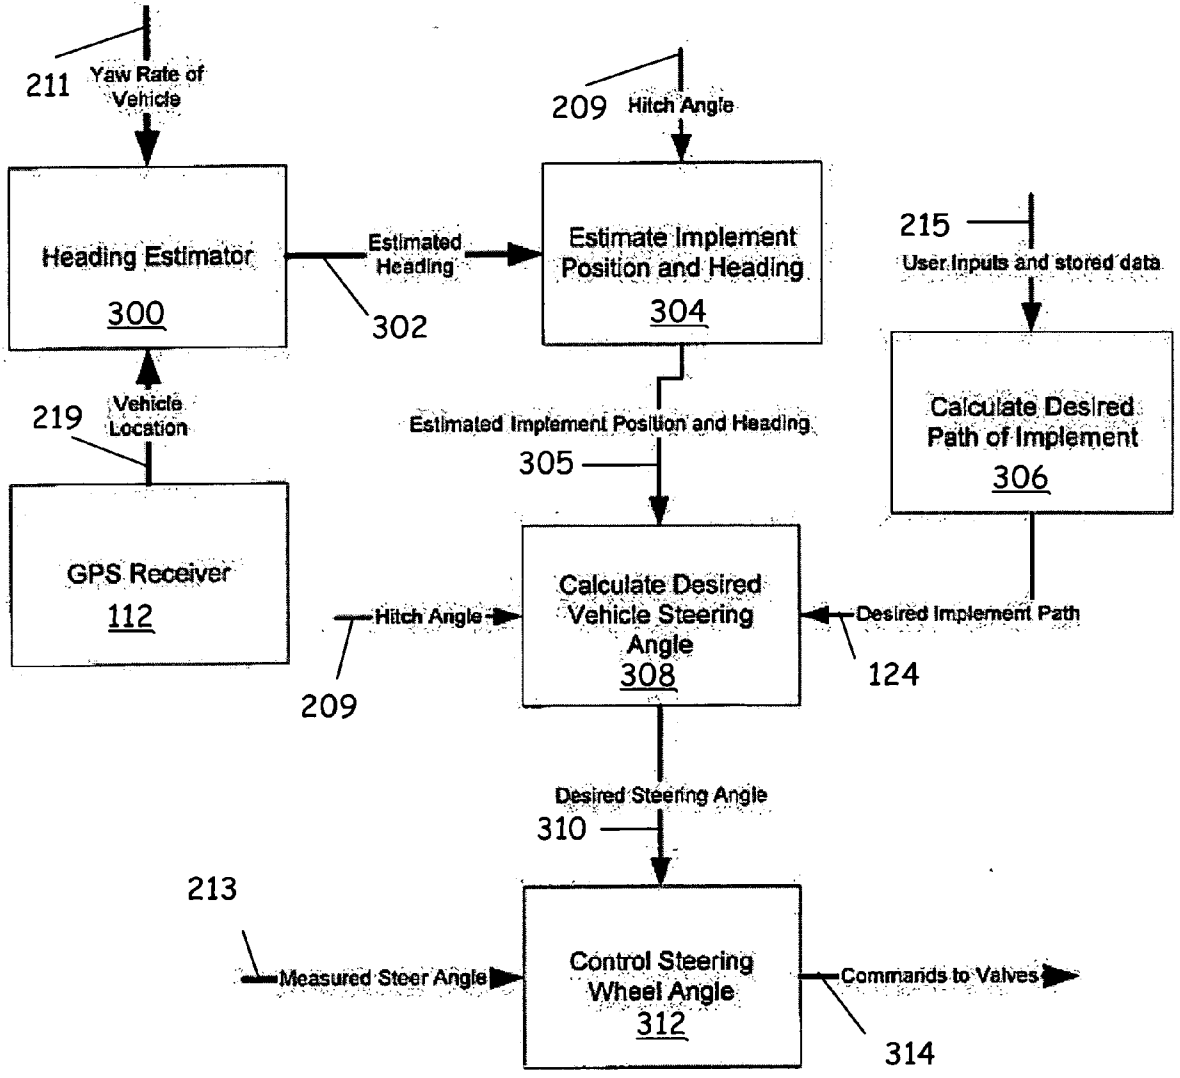 211
Yaw Rate of
Vehicle
209
Hitch Angle
Heading Estimator
300
Estimated
Heading
302
Estimate Implement
Position and Heading
304
215
User Inputs and stored data
Calculate Desired
Path of Implement
306
219
Vehicle
Location
Estimated Implement Position and Heading
305
GPS Receiver
112
Hitch Angle
209
Calculate Desired
Vehicle Steering
Angle
308
Desired Implement Path
124
Desired Steering Angle
310
213
Measured Steer Angle
Control Steering
Wheel Angle
312
Commands to Valves
314